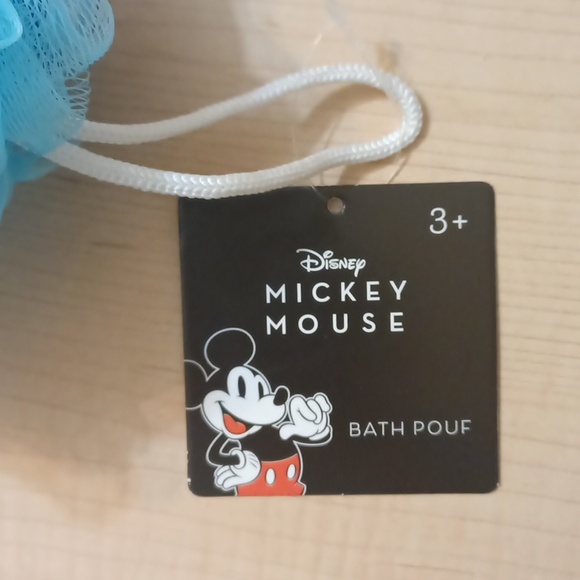 3+
Disney
MICKEY
MOUSE
BATH POUF